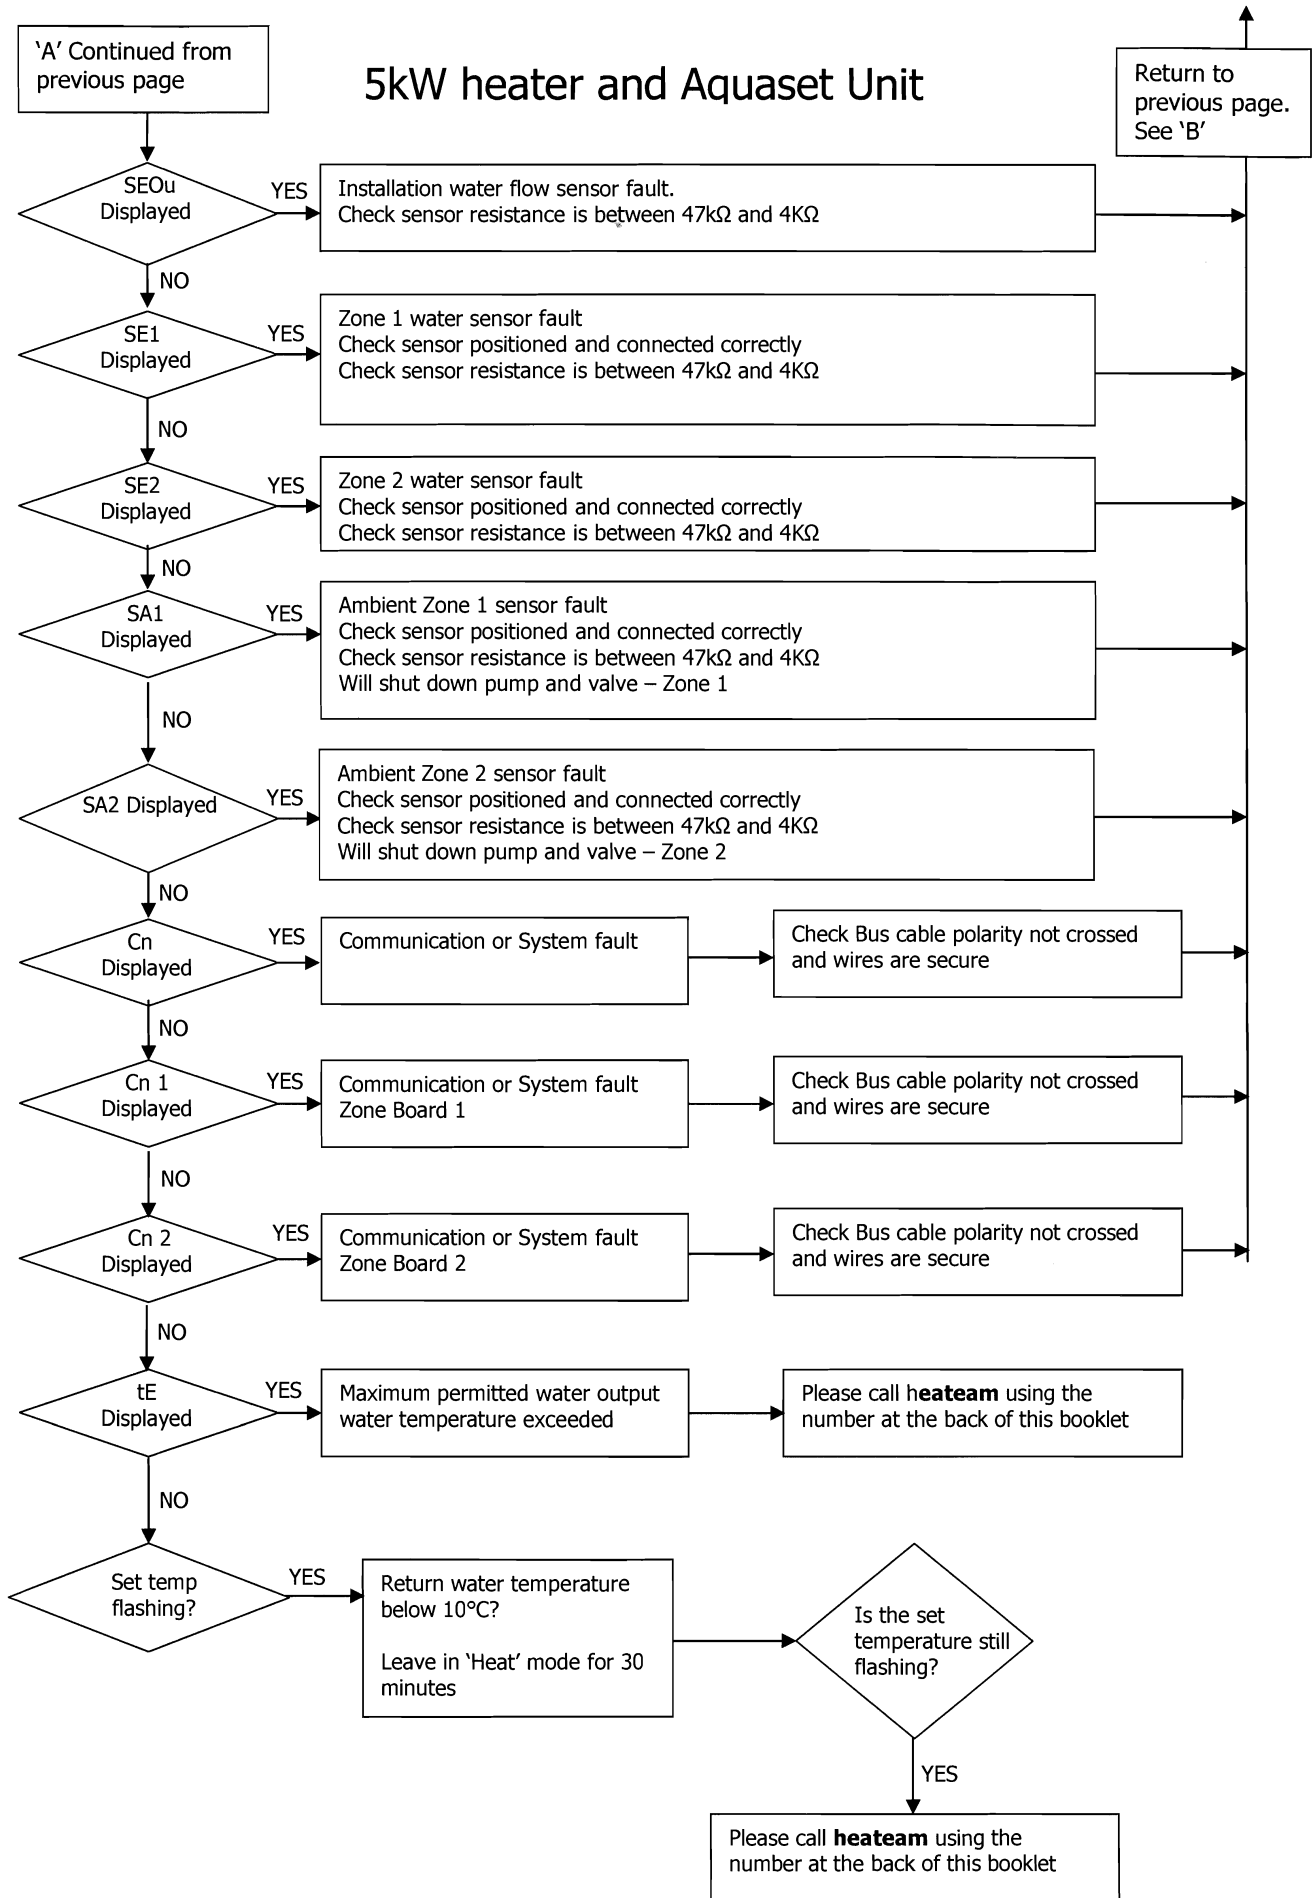 'A' Continued from
previous page
5kW heater and Aquaset Unit
Return to
previous page.
See 'B'
SEOu
Displayed
YES
Installation water flow sensor fault.
Check sensor resistance is between 47kΩ and 4KΩ
NO
SE1
Displayed
YES
Zone 1 water sensor fault
Check sensor positioned and connected correctly
Check sensor resistance is between 47kΩ and 4KΩ
NO
SE2
Displayed
YES
Zone 2 water sensor fault
Check sensor positioned and connected correctly
Check sensor resistance is between 47kΩ and 4KΩ
NO
SA1
Displayed
YES
Ambient Zone 1 sensor fault
Check sensor positioned and connected correctly
Check sensor resistance is between 47kΩ and 4KΩ
Will shut down pump and valve – Zone 1
NO
SA2 Displayed
YES
Ambient Zone 2 sensor fault
Check sensor positioned and connected correctly
Check sensor resistance is between 47kΩ and 4KΩ
Will shut down pump and valve – Zone 2
NO
Cn
Displayed
YES
Communication or System fault
Check Bus cable polarity not crossed
and wires are secure
NO
Cn 1
Displayed
YES
Communication or System fault
Zone Board 1
Check Bus cable polarity not crossed
and wires are secure
NO
Cn 2
Displayed
YES
Communication or System fault
Zone Board 2
Check Bus cable polarity not crossed
and wires are secure
NO
tE
Displayed
YES
Maximum permitted water output
water temperature exceeded
Please call heateam using the
number at the back of this booklet
NO
Set temp
flashing?
YES
Return water temperature
below 10°C?
Leave in 'Heat' mode for 30
minutes
Is the set
temperature still
flashing?
YES
Please call heateam using the
number at the back of this booklet